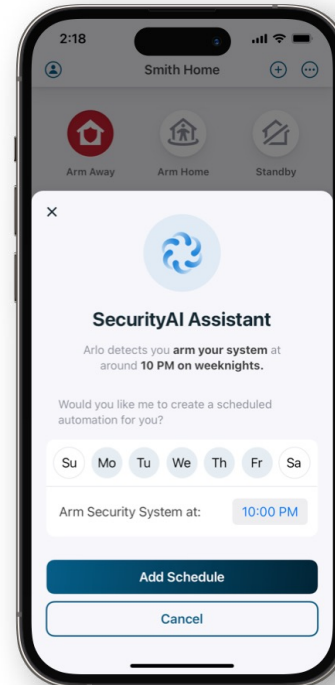 2:18
Smith Home
Arm Away Arm Home Standby
SecurityAI Assistant
Arlo detects you arm your system at
around 10 PM on weeknights.
Would you like me to create a scheduled
automation for you?
Su Mo Tu We Th Fr Sa
Arm Security System at: 10:00 PM
Add Schedule
Cancel